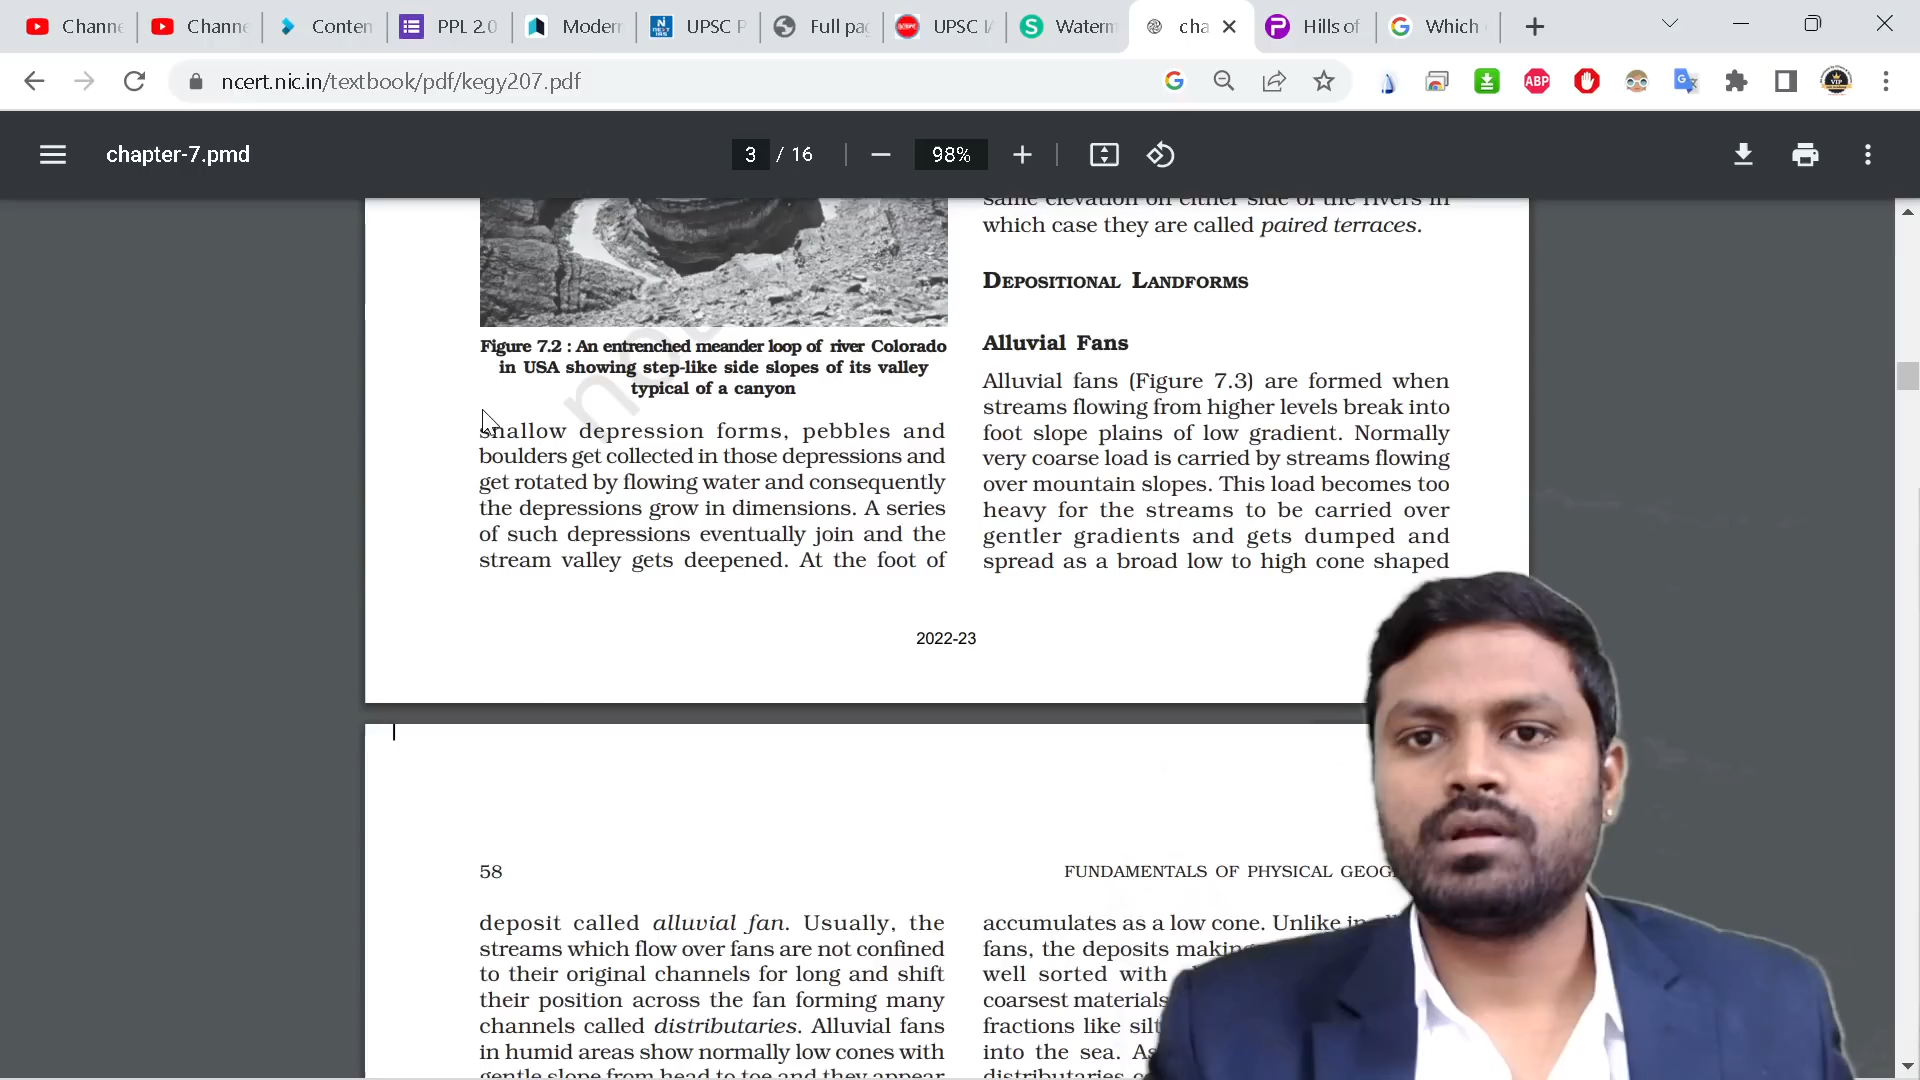 Channe
Channe
Conten
PPL 2.0
Modern
UPSC P
Full pag
UPSC I
Waterm
cha
Hills of
Which
ncert.nic.in/textbook/pdf/kegy207.pdf
ABP
chapter-7.pmd
3 / 16
98%
same elevation on either side of the rivers in
which case they are called paired terraces.
DEPOSITIONAL LANDFORMS
Figure 7.2 : An entrenched meander loop of river Colorado
in USA showing step-like side slopes of its valley
typical of a canyon
Alluvial Fans
Alluvial fans (Figure 7.3) are formed when
streams flowing from higher levels break into
foot slope plains of low gradient. Normally
very coarse load is carried by streams flowing
over mountain slopes. This load becomes too
heavy for the streams to be carried over
gentler gradients and gets dumped and
spread as a broad low to high cone shaped
shallow depression forms, pebbles and
boulders get collected in those depressions and
get rotated by flowing water and consequently
the depressions grow in dimensions. A series
of such depressions eventually join and the
stream valley gets deepened. At the foot of
not
2022-23
58
FUNDAMENTALS OF PHYSICAL GEOG
deposit called alluvial fan. Usually, the
streams which flow over fans are not confined
to their original channels for long and shift
their position across the fan forming many
channels called distributaries. Alluvial fans
in humid areas show normally low cones with
gentle slope from head to toe and they appear
accumulates as a low cone. Unlike in
fans, the deposits making
well sorted with
coarsest materials
fractions like silt
into the sea. As
distributaries